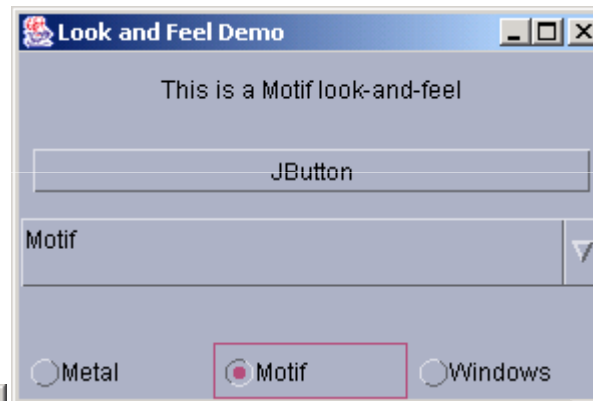 Look and Feel Demo
This is a Motif look-and-feel
JButton
Motif
Metal Motif Windows